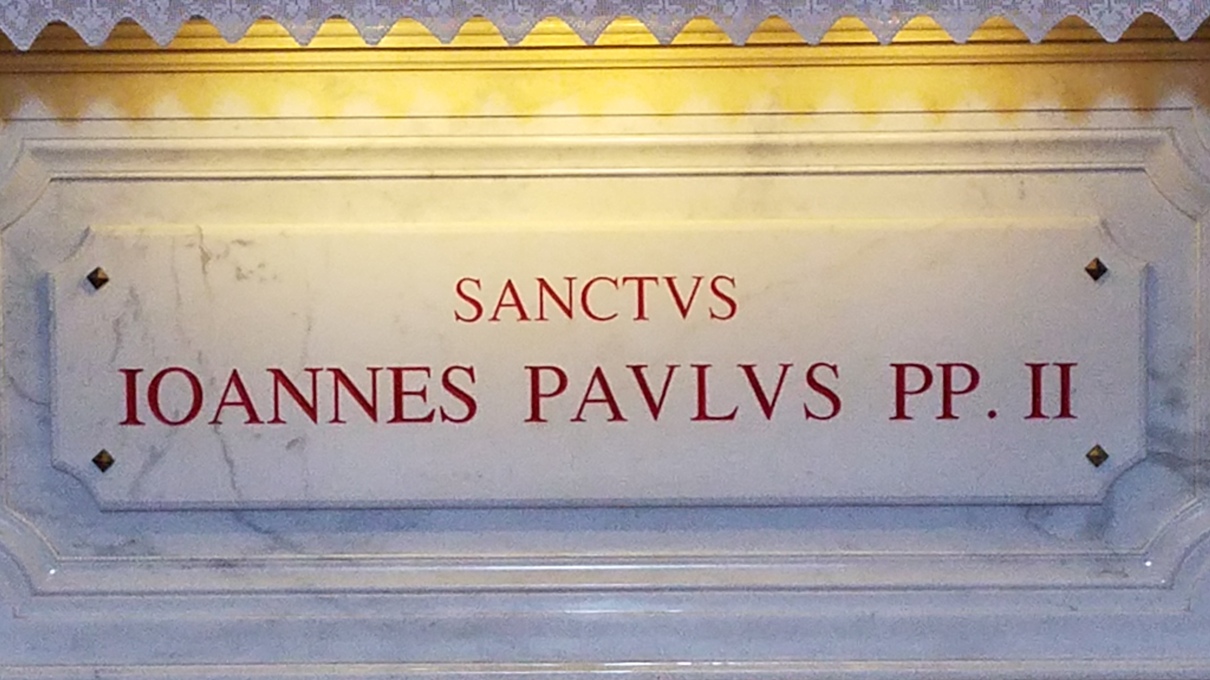 SANCTVS
IOANNES PAVLVS PP. II